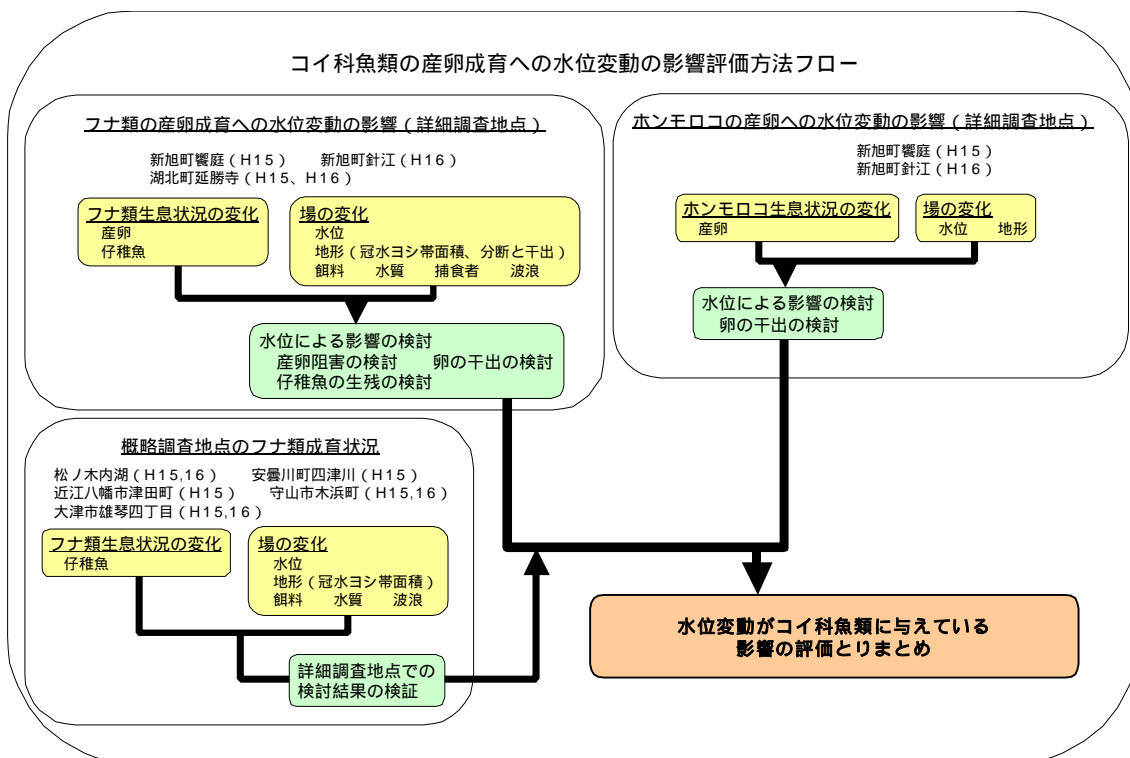 コイ科魚類の産卵成育への水位変動の影響評価方法フロー
フナ類の産卵成育への水位変動の影響（詳細調査地点）
新旭町饗庭（H15）　新旭町針江（H16）
湖北町延勝寺（H15、H16）
フナ類生息状況の変化
産卵
仔稚魚
場の変化
水位
地形（冠水ヨシ帯面積、分断と干出）
餌料　水質　捕食者　波浪
水位による影響の検討
産卵阻害の検討　卵の干出の検討
仔稚魚の生残の検討
ホンモロコの産卵への水位変動の影響（詳細調査地点）
新旭町饗庭（H15）
新旭町針江（H16）
ホンモロコ生息状況の変化
産卵
場の変化
水位　地形
水位による影響の検討
卵の干出の検討
概略調査地点のフナ類成育状況
松ノ木内湖（H15,16）　安曇川町四津川（H15）
近江八幡市津田町（H15）　守山市木浜町（H15,16）
大津市雄琴四丁目（H15,16）
フナ類生息状況の変化
仔稚魚
場の変化
水位
地形（冠水ヨシ帯面積）
餌料　水質　波浪
詳細調査地点での
検討結果の検証
水位変動がコイ科魚類に与えている
影響の評価とりまとめ